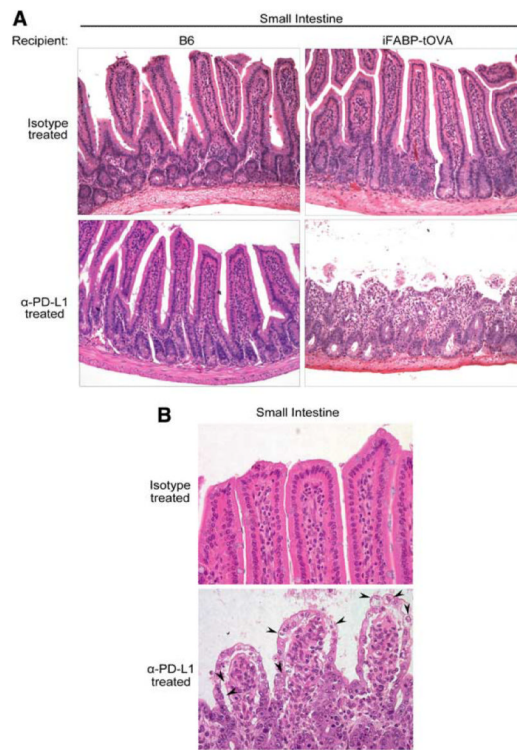 A
Small Intestine
Recipient: B6 iFABP-tOVA
Isotype
treated
α-PD-L1
treated
B
Small Intestine
Isotype
treated
α-PD-L1
treated